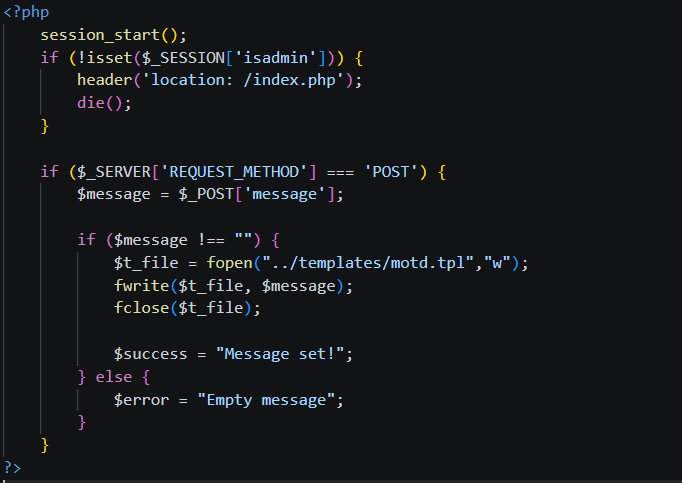 <?php
    session_start();
    if (!isset($_SESSION['isadmin'])) {
        header('location: /index.php');
        die();
    }

    if ($_SERVER['REQUEST_METHOD'] === 'POST') {
        $message = $_POST['message'];

        if ($message !== "") {
            $t_file = fopen("../templates/motd.tpl","w");
            fwrite($t_file, $message);
            fclose($t_file);

            $success = "Message set!";
        } else {
            $error = "Empty message";
        }
    }
?>